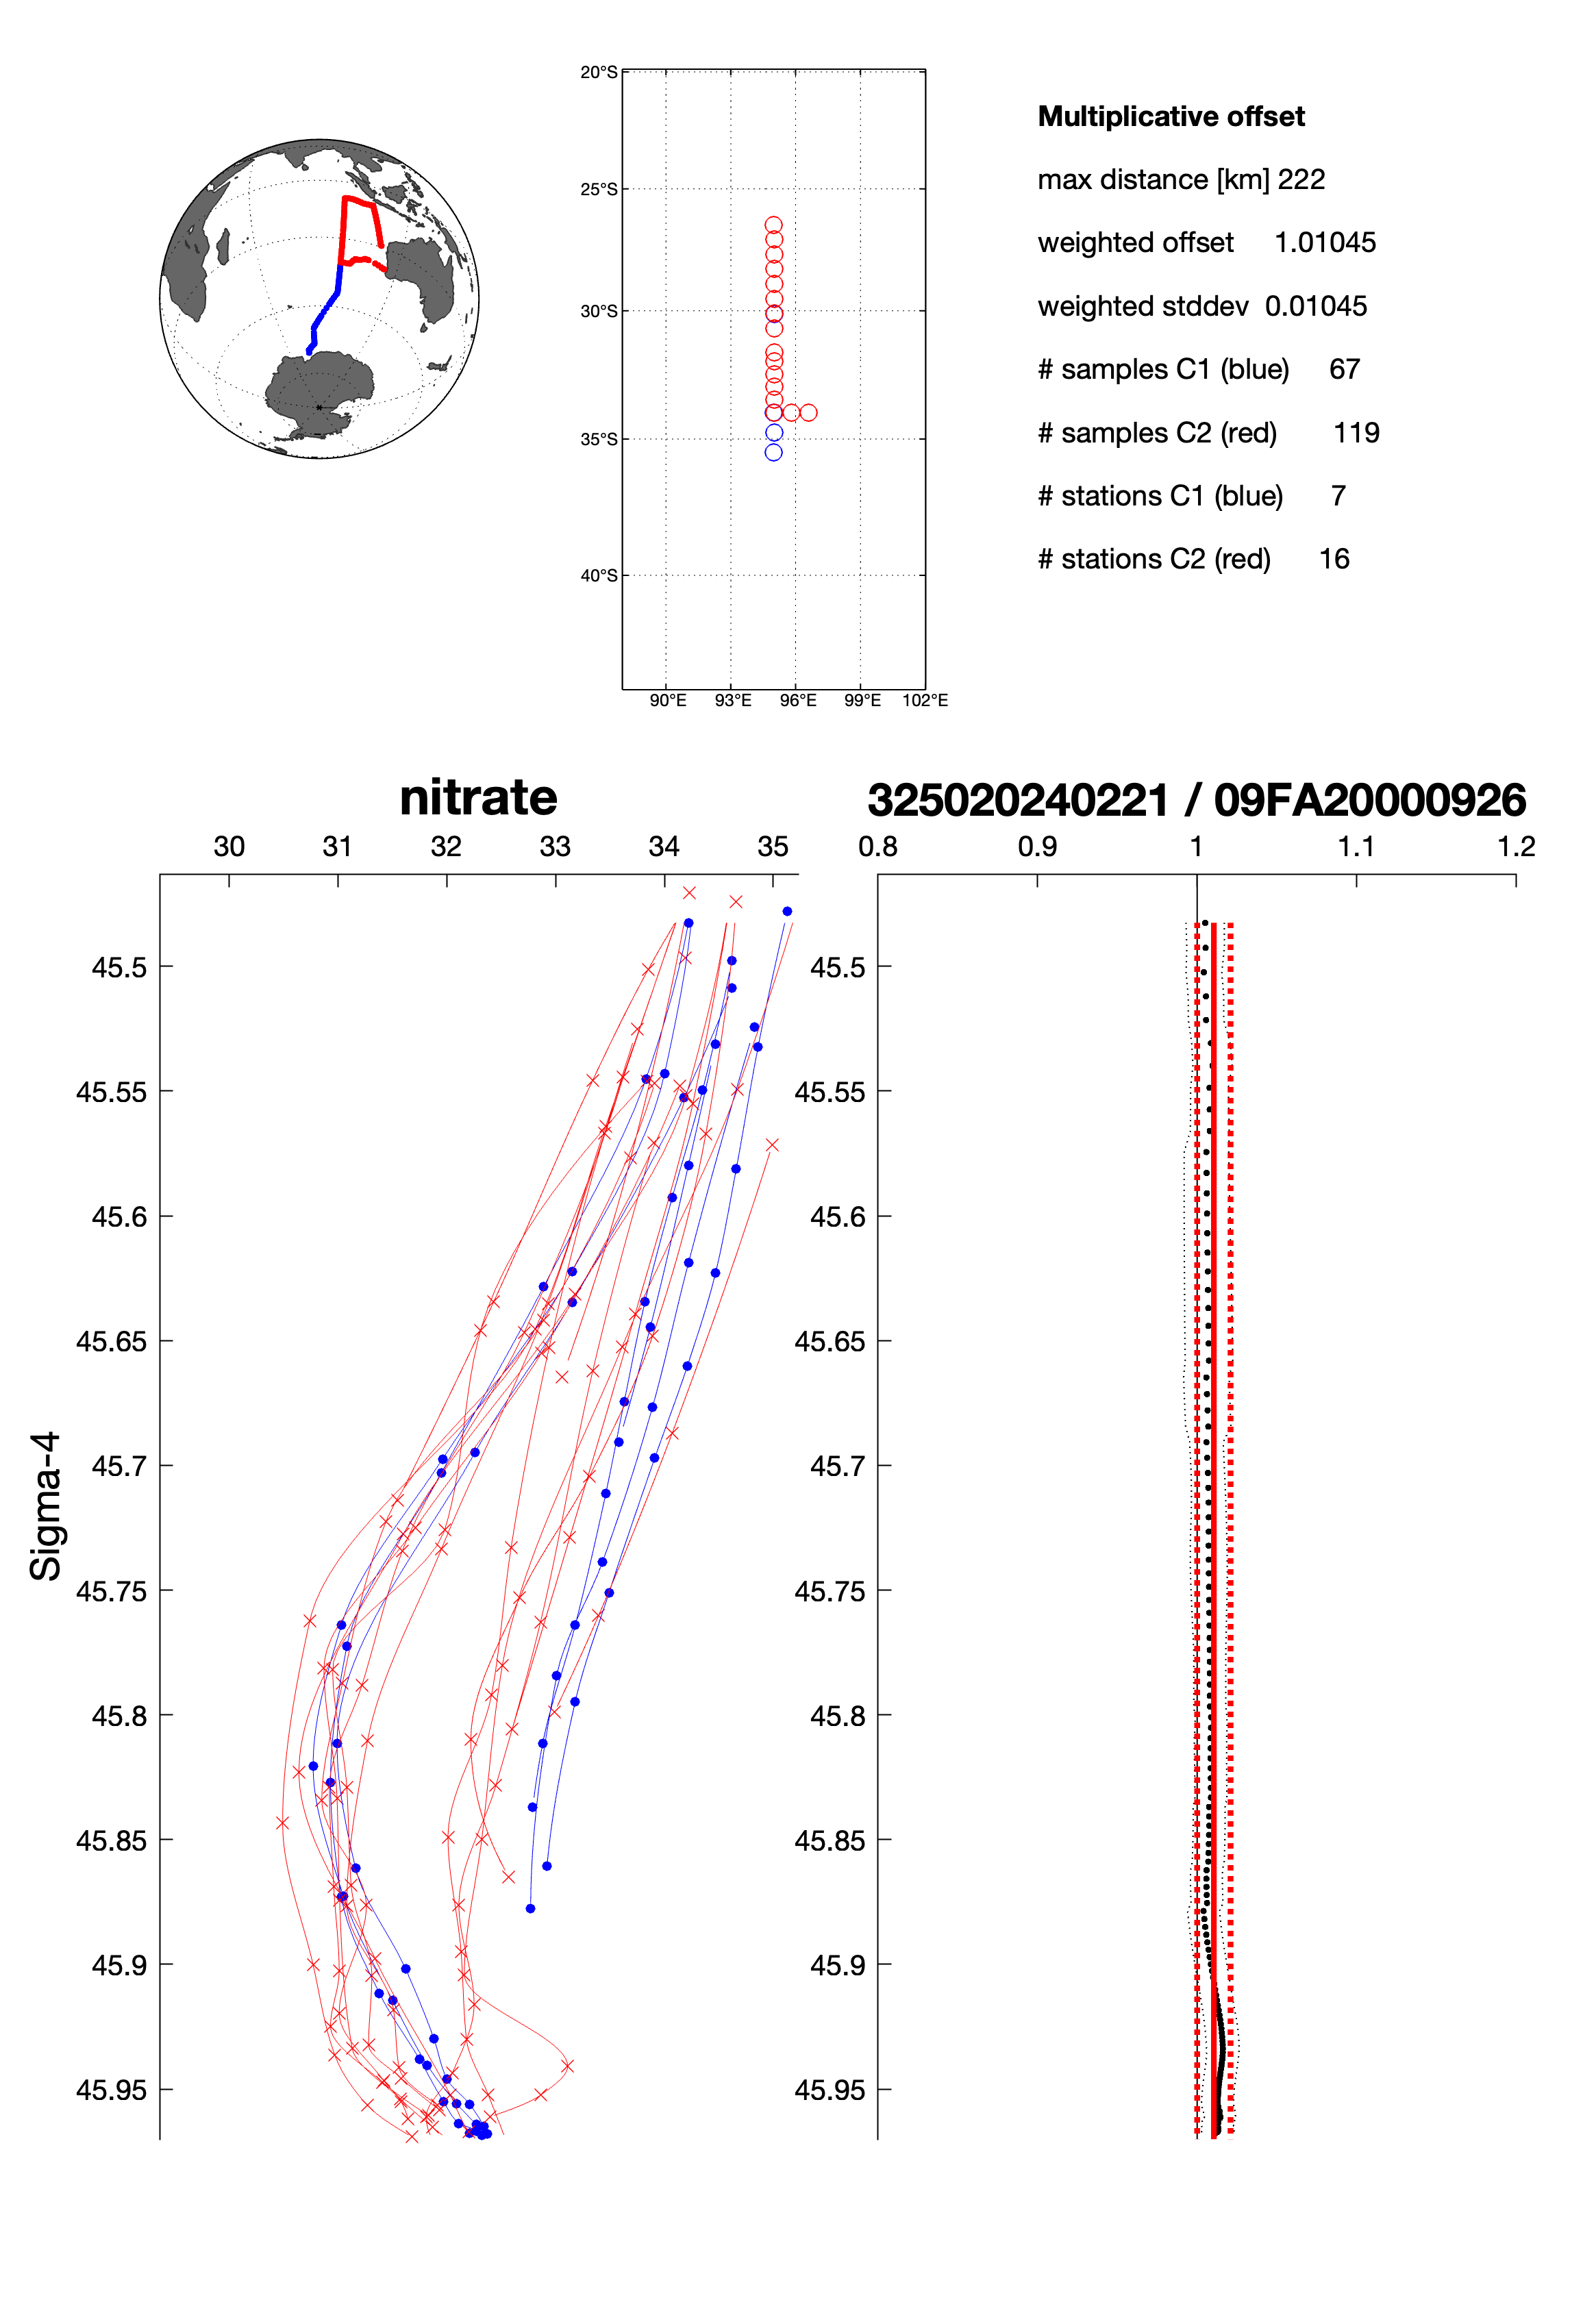 20°S
25°S
30°S
35°S
40°S
90°E 93°E 96°E 99°E 102°E
Multiplicative offset
max distance [km] 222
weighted offset 1.01045
weighted stddev 0.01045
# samples C1 (blue) 67
# samples C2 (red) 119
# stations C1 (blue) 7
# stations C2 (red) 16
nitrate
30 31 32 33 34 35
Sigma-4
45.5
45.55
45.6
45.65
45.7
45.75
45.8
45.85
45.9
45.95
325020240221 / 09FA20000926
0.8 0.9 1 1.1 1.2
45.5
45.55
45.6
45.65
45.7
45.75
45.8
45.85
45.9
45.95